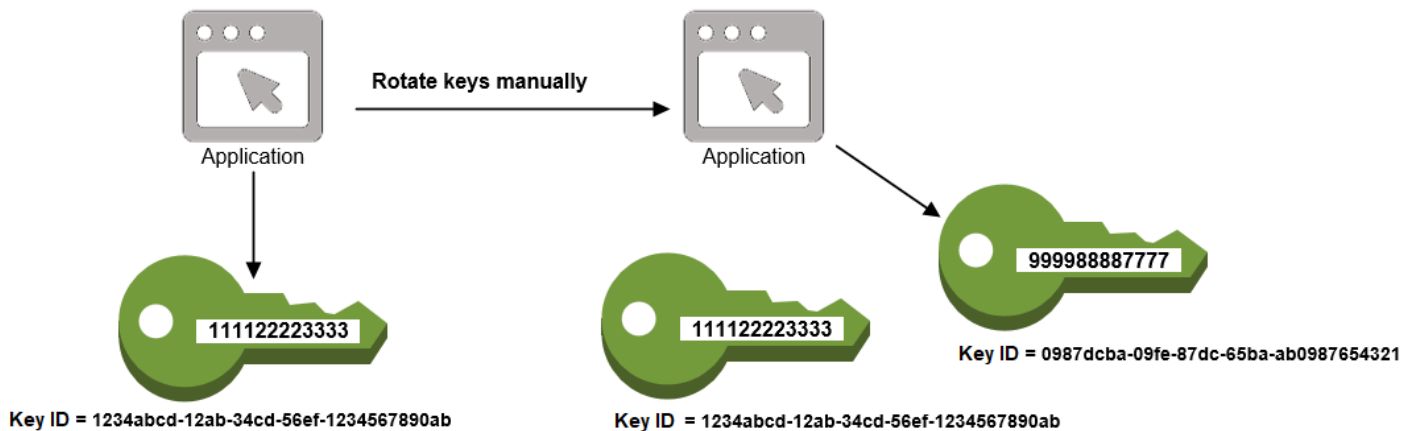 Rotate keys manually
Application
Application
999988887777
111122223333
111122223333
Key ID = 0987dcba-09fe-87dc-65ba-ab0987654321
Key ID = 1234abcd-12ab-34cd-56ef-1234567890ab
Key ID = 1234abcd-12ab-34cd-56ef-1234567890ab